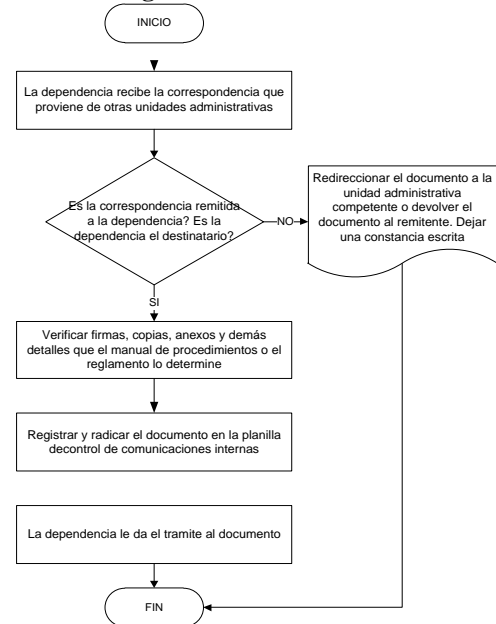 INICIO
La dependencia recibe la correspondencia que
proviene de otras unidades administrativas
Es la correspondencia remitida
a la dependencia? Es la
dependencia el destinatario?
NO
Redireccionar el documento a la
unidad administrativa
competente o devolver el
documento al remitente. Dejar
una constancia escrita
SI
Verificar firmas, copias, anexos y demás
detalles que el manual de procedimientos o el
reglamento lo determine
Registrar y radicar el documento en la planilla
decontrol de comunicaciones internas
La dependencia le da el tramite al documento
FIN